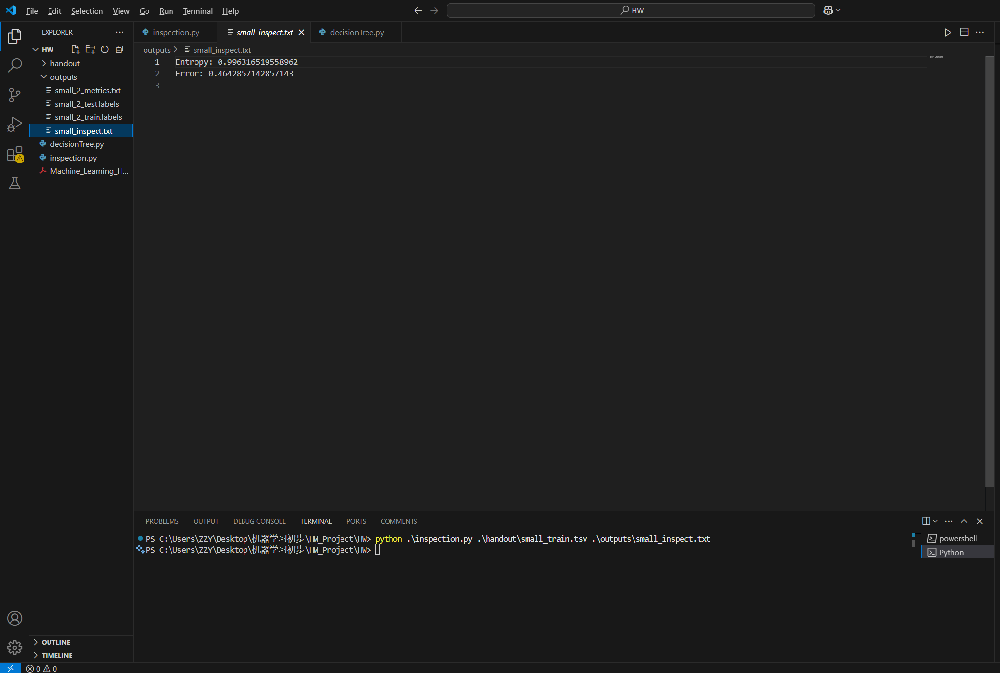 File Edit Selection View Go Run Terminal Help
HW
EXPLORER
HW
handout
outputs
small_2_metrics.txt
small_2_test.labels
small_2_train.labels
small_inspect.txt
decisionTree.py
inspection.py
Machine_Learning_H...
OUTLINE
TIMELINE
inspection.py small_inspect.txt decisionTree.py
outputs > small_inspect.txt
1 Entropy: 0.996316519558962
2 Error: 0.4642857142857143
3
PROBLEMS OUTPUT DEBUG CONSOLE TERMINAL PORTS COMMENTS
PS C:\Users\ZZY\Desktop\机器学习初步\HW_Project\HW> python .\inspection.py .\handout\small_train.tsv .\outputs\small_inspect.txt
PS C:\Users\ZZY\Desktop\机器学习初步\HW_Project\HW>
powershell
Python
0 0